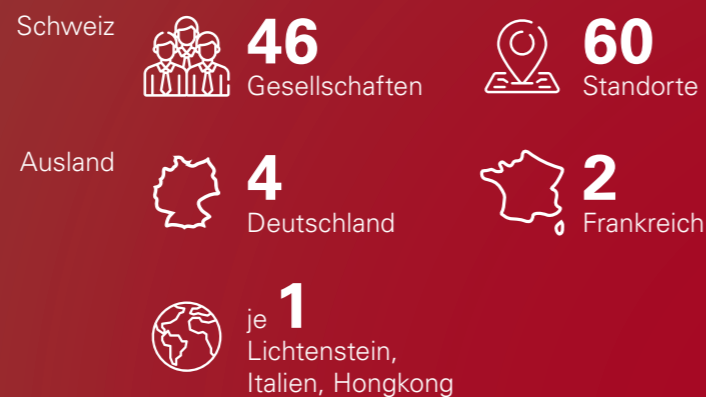 Schweiz
46
Gesellschaften
60
Standorte
Ausland
4
Deutschland
2
Frankreich
je 1
Lichtenstein,
Italien, Hongkong